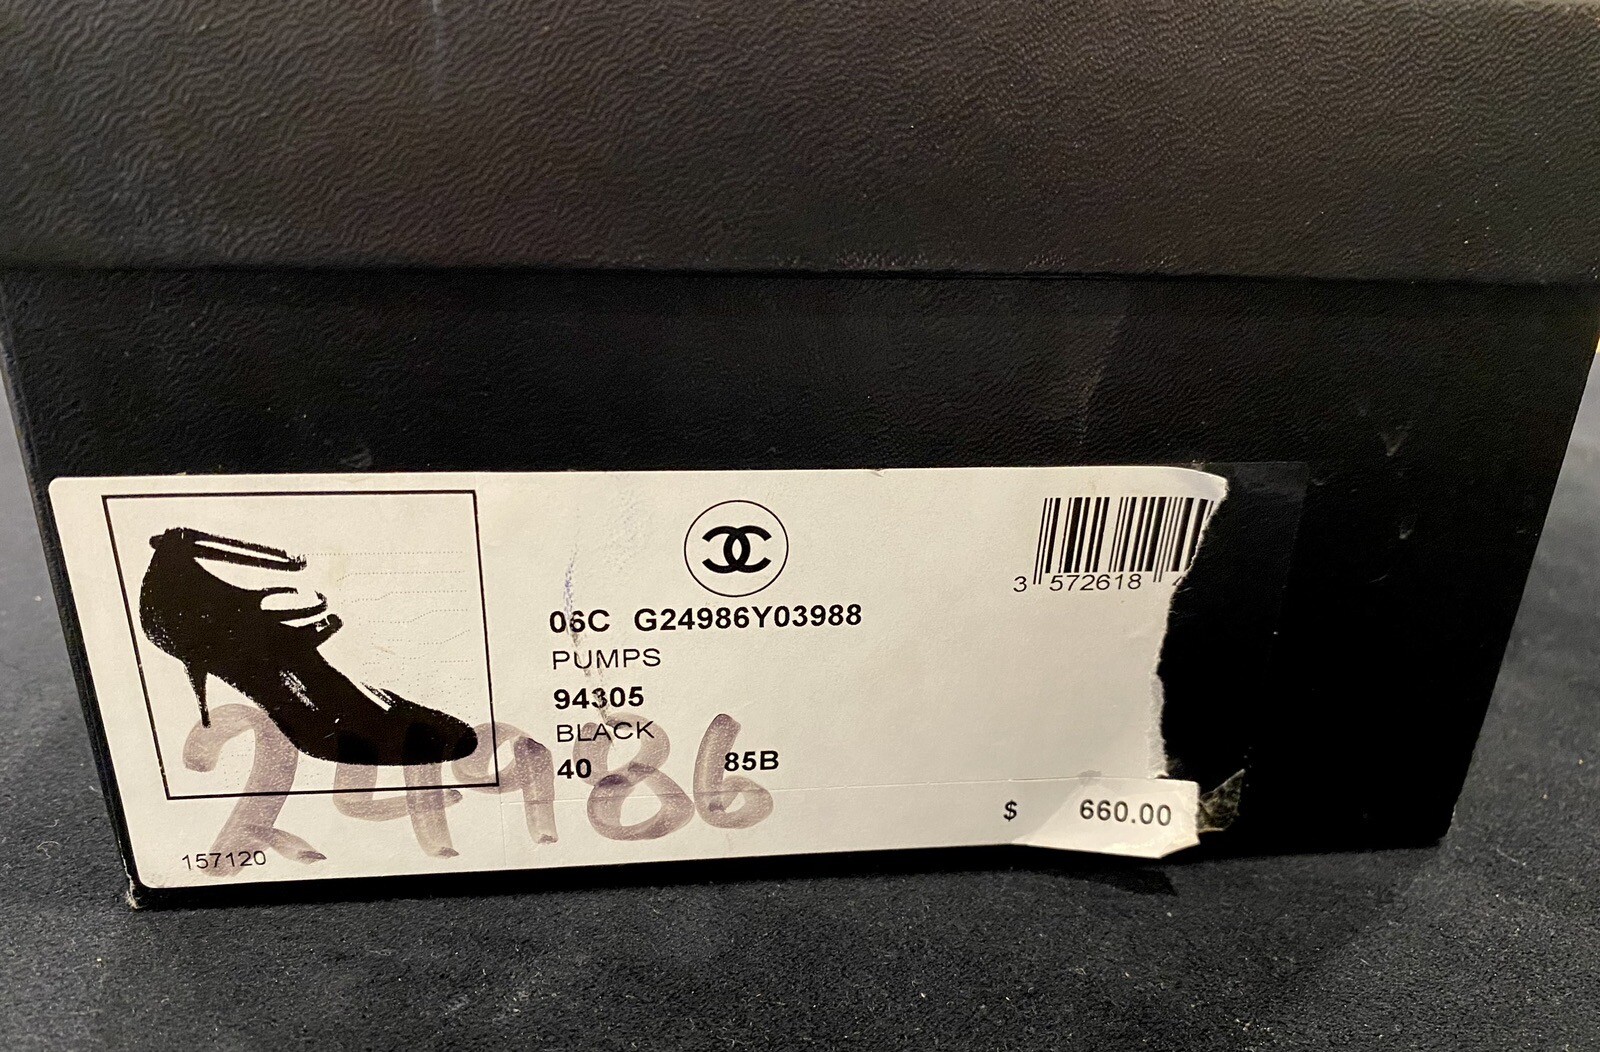 06C G24986Y03988
PUMPS
94305
BLACK
40 85B
24986
157120
3 572618
$ 660.00